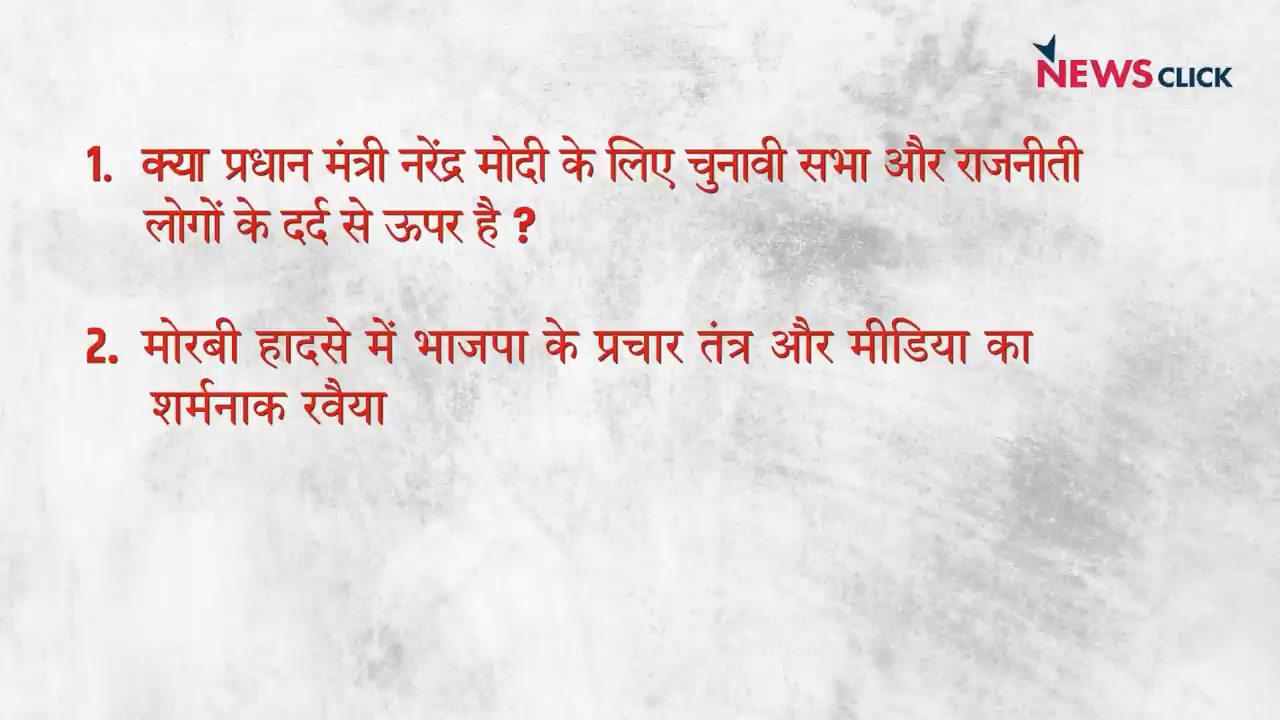 NEWS CLICK
1. क्या प्रधान मंत्री नरेंद्र मोदी के लिए चुनावी सभा और राजनीती
लोगों के दर्द से ऊपर है ?
2. मोरबी हादसे में भाजपा के प्रचार तंत्र और मीडिया का
शर्मनाक रवैया